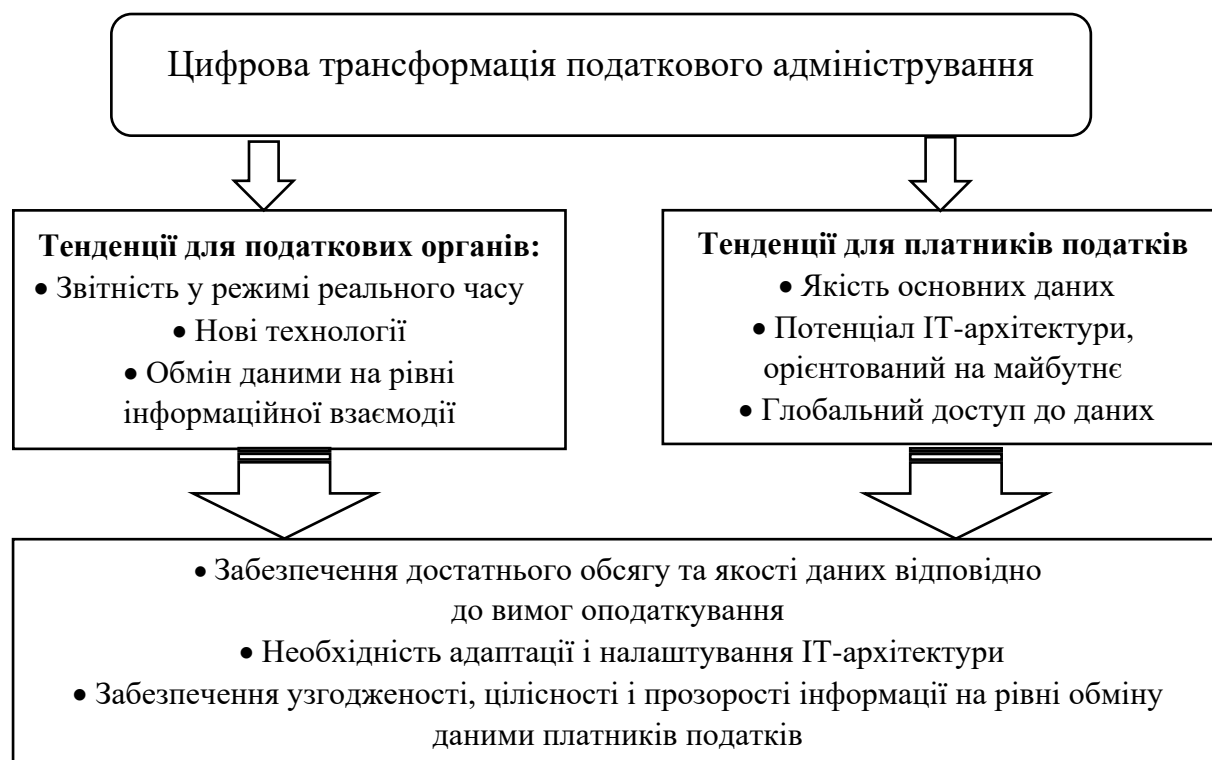 Цифрова трансформація податкового адміністрування
Тенденції для податкових органів:
• Звітність у режимі реального часу
• Нові технології
• Обмін даними на рівні
інформаційної взаємодії
Тенденції для платників податків
• Якість основних даних
• Потенціал ІТ-архітектури,
орієнтований на майбутнє
• Глобальний доступ до даних
• Забезпечення достатнього обсягу та якості даних відповідно
до вимог оподаткування
• Необхідність адаптації і налаштування ІТ-архітектури
• Забезпечення узгодженості, цілісності і прозорості інформації на рівні обміну
даними платників податків